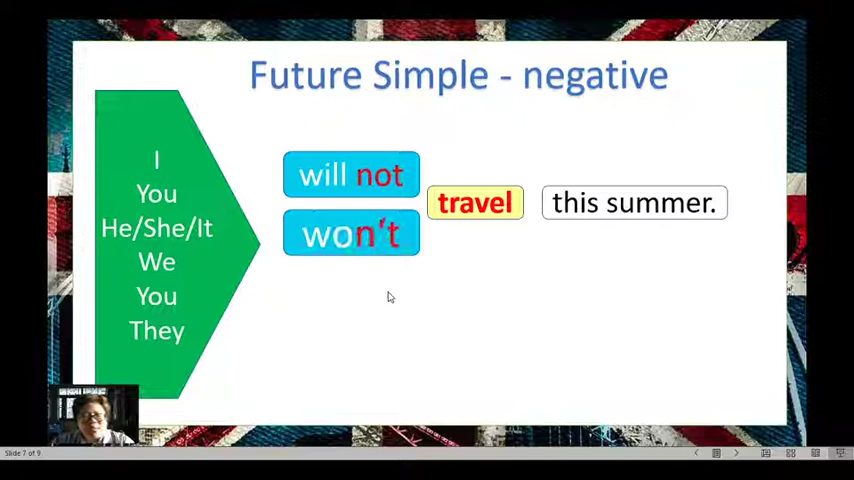 Future Simple - negative
I
You
He/She/It
We
You
They
will not
won't
travel
this summer.
Slide 7 of 9